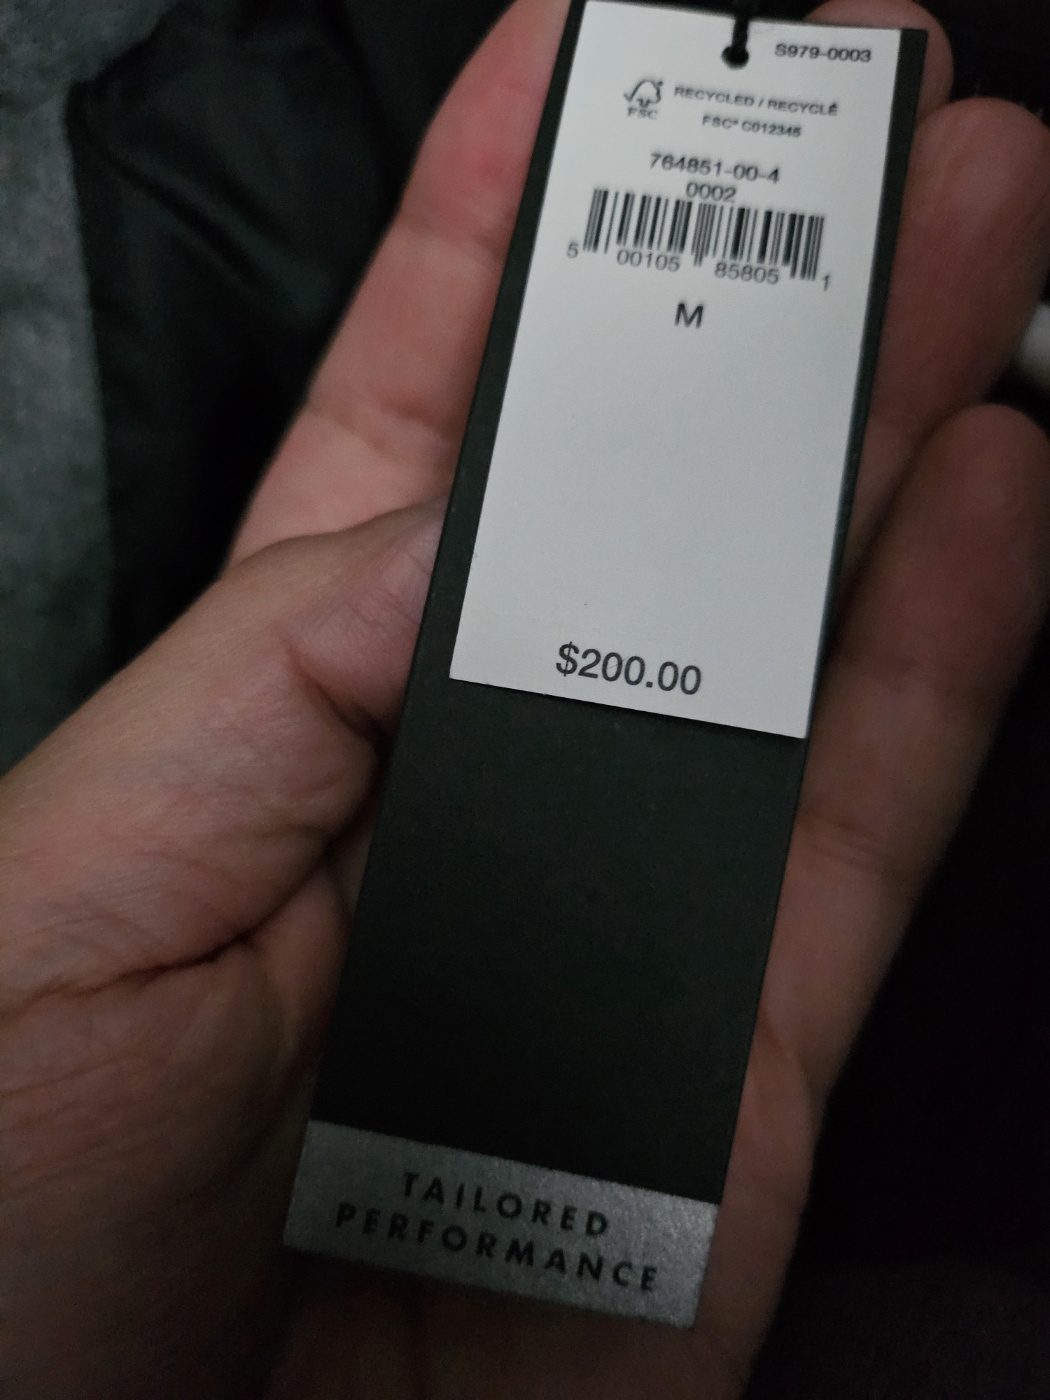 S979-0003
RECYCLED / RECYCLÉ
FSC® C012345
FSC
764851-00-4
0002
5 00105 85805 1
M
$200.00
TAILORED
PERFORMANCE